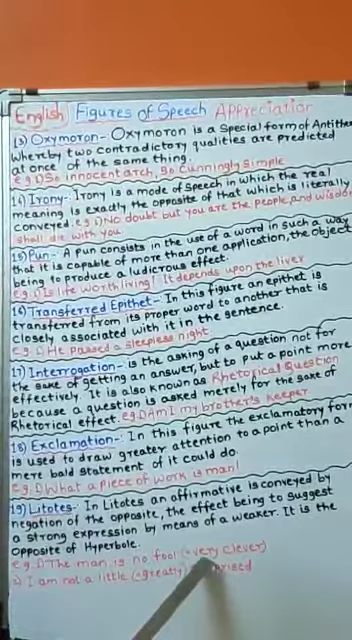 English Figures of Speech Appreciation
13) Oxymoron - Oxymoron is a special form of Antithe
whereby two contradictory qualities are predicted
at once of the same thing.
e.g 1) So innocent arch, so cunningly simple
14) Irony - Irony is a mode of speech in which the real
meaning is exactly the opposite of that which is literally
conveyed. e.g 1) No doubt but you are the people, and wisdom
shall die with you
15) Pun - A pun consists in the use of a word in such a way
that it is capable of more than one application, the object
being to produce a ludicrous effect.
e.g 1) Is life worth living? It depends upon the liver
16) Transferred Epithet - In this figure an epithet is
transferred from its proper word to another that is
closely associated with it in the sentence.
e.g. 1) He passed a sleepless night
17) Interrogation - is the asking of a question not for
the sake of getting an answer, but to put a point more
effectively. It is also known as Rhetorical Question
because a question is asked merely for the sake of
Rhetorical effect. e.g. 1) Am I my brother's keeper
18) Exclamation - In this figure the exclamatory form
is used to draw greater attention to a point than a
mere bald statement of it could do.
e.g. 1) What a piece of work is man!
19) Litotes - In Litotes an affirmative is conveyed by
negation of the opposite, the effect being to suggest
a strong expression by means of a weaker. It is the
opposite of Hyperbole.
e.g. 1) The man is no fool (=very clever)
2) I am not a little (=greatly)